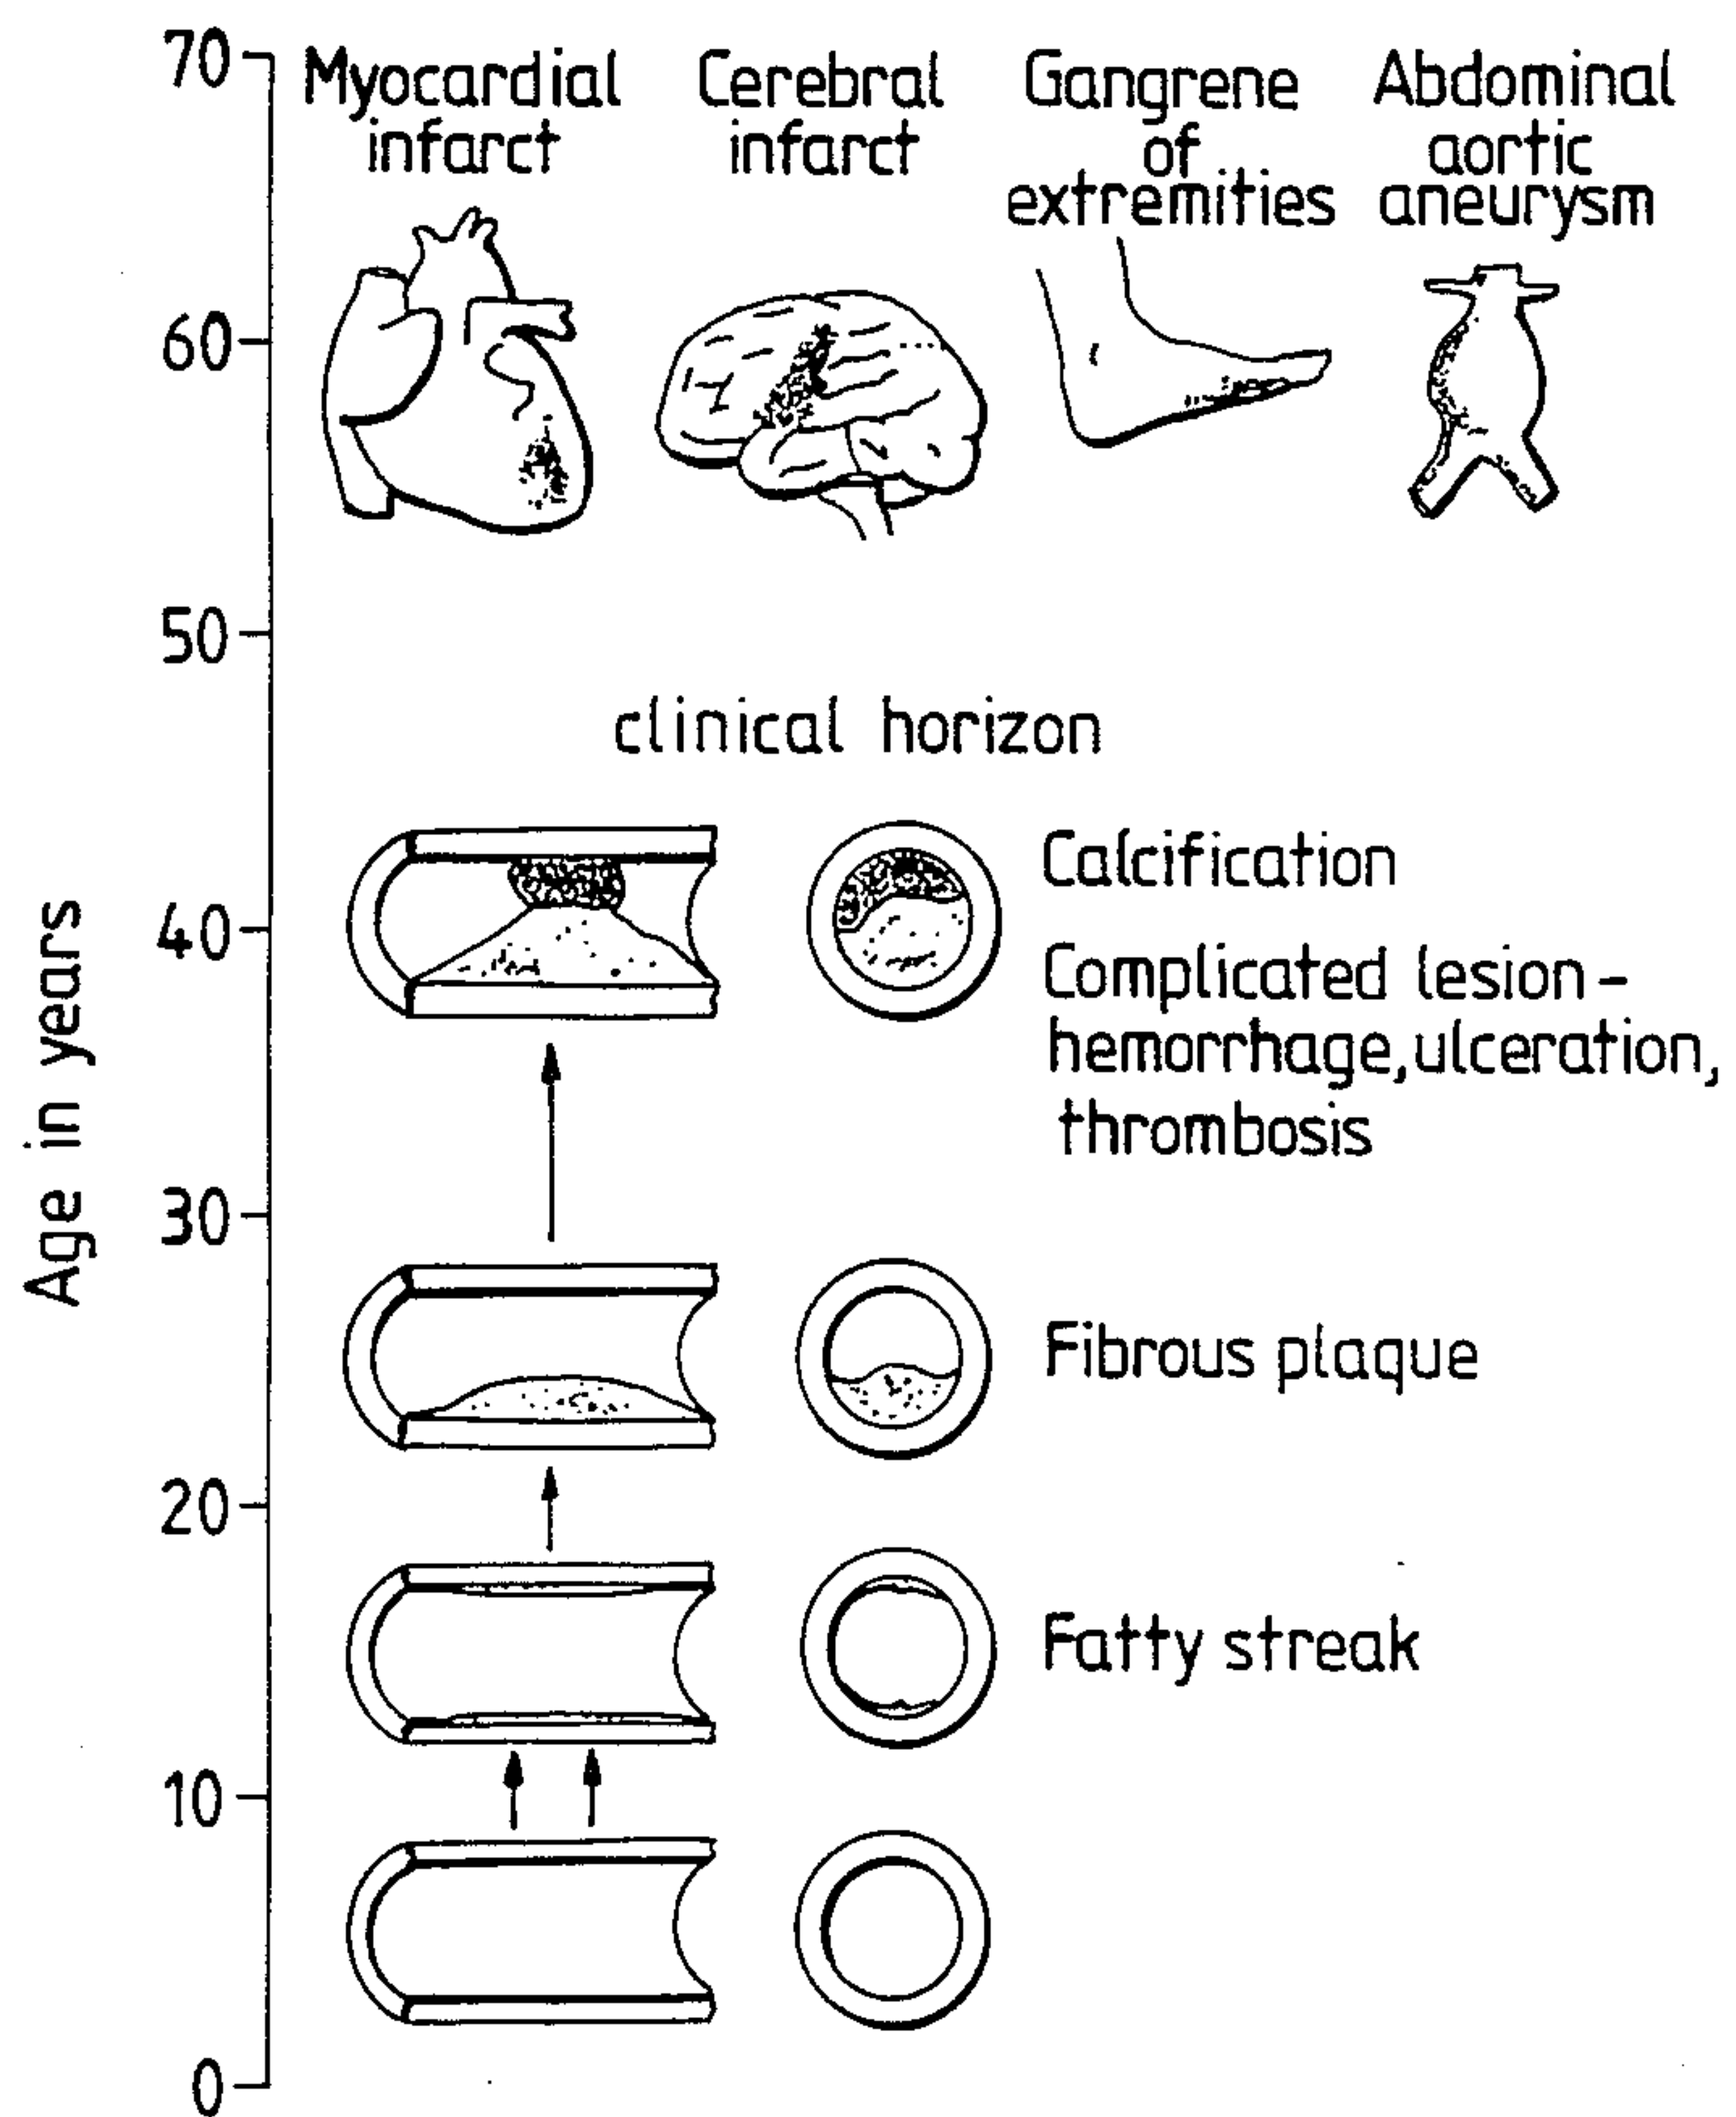 70
Myocardial
infarct
Cerebral
infarct
Gangrene
of
extremities
Abdominal
aortic
aneurysm
60
50
clinical horizon
Calcification
40
Complicated lesion –
hemorrhage, ulceration,
thrombosis
Age in years
30
Fibrous plaque
20
Fatty streak
10
0